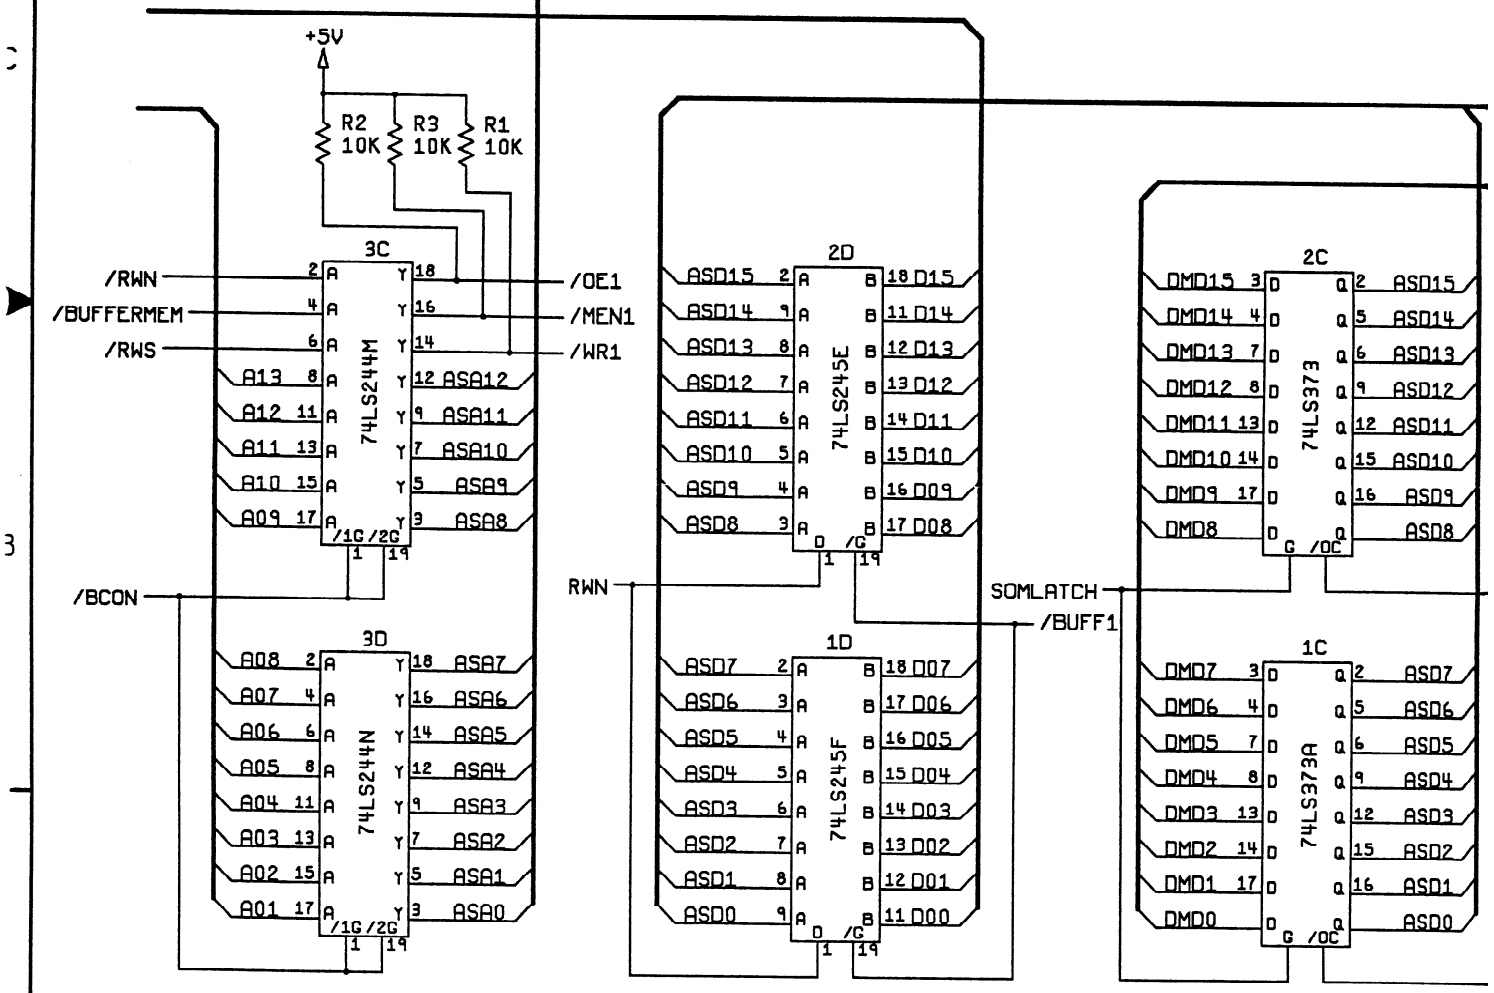 +5V
R2 10K
R3 10K
R1 10K
3C
/RWN 2 A Y 18 /OE1
/BUFFERMEM 4 A Y 16 /MEN1
/RWS 6 A Y 14 /WR1
A13 8 A Y 12 ASA12
A12 11 A Y 9 ASA11
A11 13 A Y 7 ASA10
A10 15 A Y 5 ASA9
A09 17 A Y 3 ASA8
74LS244M
/1G /2G
1 19
/BCON
3D
A08 2 A Y 18 ASA7
A07 4 A Y 16 ASA6
A06 6 A Y 14 ASA5
A05 8 A Y 12 ASA4
A04 11 A Y 9 ASA3
A03 13 A Y 7 ASA2
A02 15 A Y 5 ASA1
A01 17 A Y 3 ASA0
74LS244N
/1G /2G
1 19
2D
ASD15 2 A B 18 D15
ASD14 9 A B 11 D14
ASD13 8 A B 12 D13
ASD12 7 A B 13 D12
ASD11 6 A B 14 D11
ASD10 5 A B 15 D10
ASD9 4 A B 16 D09
ASD8 3 A B 17 D08
74LS245E
D /G
1 19
RWN
/BUFF1
1D
ASD7 2 A B 18 D07
ASD6 3 A B 17 D06
ASD5 4 A B 16 D05
ASD4 5 A B 15 D04
ASD3 6 A B 14 D03
ASD2 7 A B 13 D02
ASD1 8 A B 12 D01
ASD0 9 A B 11 D00
74LS245F
D /G
1 19
2C
DMD15 3 D Q 2 ASD15
DMD14 4 D Q 5 ASD14
DMD13 7 D Q 6 ASD13
DMD12 8 D Q 9 ASD12
DMD11 13 D Q 12 ASD11
DMD10 14 D Q 15 ASD10
DMD9 17 D Q 16 ASD9
DMD8 D Q ASD8
74LS373
G /OC
SOMLATCH
1C
DMD7 3 D Q 2 ASD7
DMD6 4 D Q 5 ASD6
DMD5 7 D Q 6 ASD5
DMD4 8 D Q 9 ASD4
DMD3 13 D Q 12 ASD3
DMD2 14 D Q 15 ASD2
DMD1 17 D Q 16 ASD1
DMD0 D Q ASD0
74LS373A
G /OC